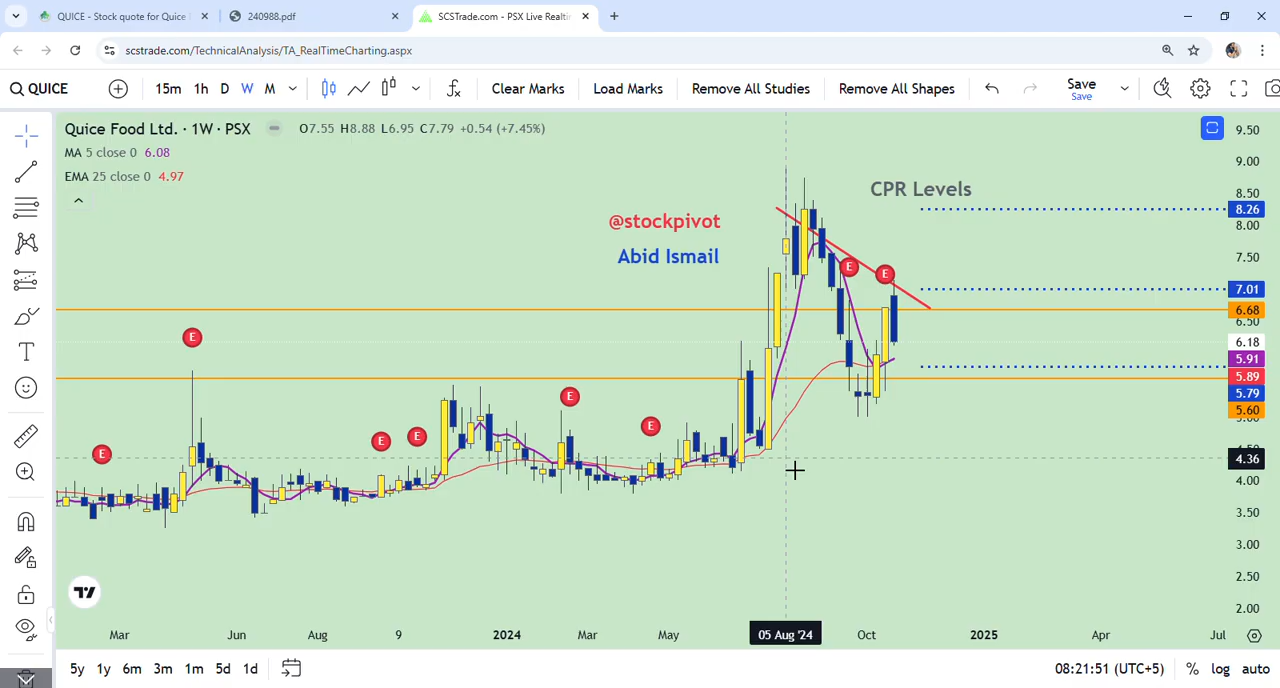 QUICE - Stock quote for Quice
240988.pdf
SCSTrade.com - PSX Live Realtin
scstrade.com/TechnicalAnalysis/TA_RealTimeCharting.aspx
QUICE 15m 1h D W M Clear Marks Load Marks Remove All Studies Remove All Shapes Save
Save
Quice Food Ltd. · 1W · PSX O7.55 H8.88 L6.95 C7.79 +0.54 (+7.45%)
MA 5 close 0 6.08
EMA 25 close 0 4.97
@stockpivot
Abid Ismail
CPR Levels
E
E
E
E
E
E
E
E
9.50
9.00
8.50
8.26
8.00
7.50
7.01
6.68
6.50
6.18
5.91
5.89
5.79
5.60
5.00
4.50
4.36
4.00
3.50
3.00
2.50
2.00
Mar Jun Aug 9 2024 Mar May 05 Aug '24 Oct 2025 Apr Jul
5y 1y 6m 3m 1m 5d 1d 08:21:51 (UTC+5) % log auto